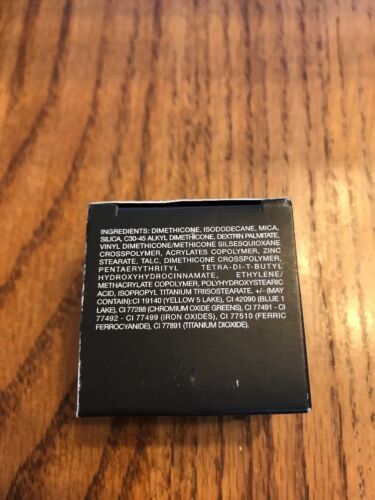 INGREDIENTS: DIMETHICONE, ISODODECANE, MICA,
SILICA, C30-45 ALKYL DIMETHICONE, DEXTRIN PALMITATE,
VINYL DIMETHICONE/METHICONE SILSESQUIOXANE
CROSSPOLYMER, ACRYLATES COPOLYMER, ZINC
STEARATE, TALC, DIMETHICONE CROSSPOLYMER,
PENTAERYTHRITYL TETRA-DI-T-BUTYL
HYDROXYHYDROCINNAMATE, ETHYLENE/
METHACRYLATE COPOLYMER, POLYHYDROXYSTEARIC
ACID, ISOPROPYL TITANIUM TRIISOSTEARATE. +/- (MAY
CONTAIN):CI 19140 (YELLOW 5 LAKE), CI 42090 (BLUE 1
LAKE), CI 77288 (CHROMIUM OXIDE GREENS), CI 77491 - CI
77492 - CI 77499 (IRON OXIDES), CI 77510 (FERRIC
FERROCYANIDE), CI 77891 (TITANIUM DIOXIDE).